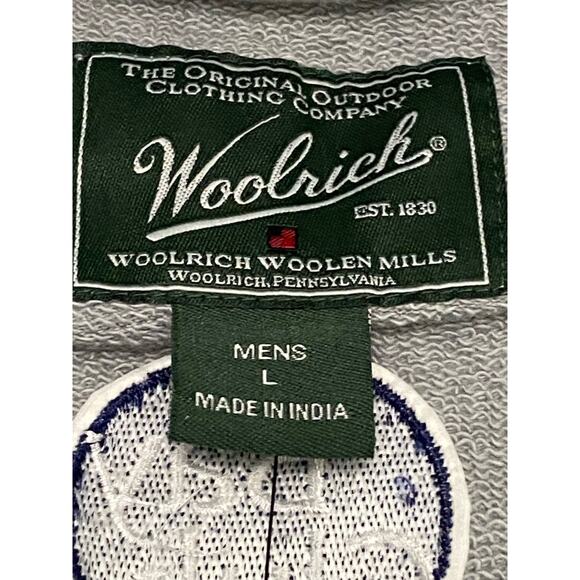 THE ORIGINAL OUTDOOR
CLOTHING COMPANY
Woolrich®
EST. 1830
WOOLRICH WOOLEN MILLS
WOOLRICH, PENNSYLVANIA
MENS
L
MADE IN INDIA